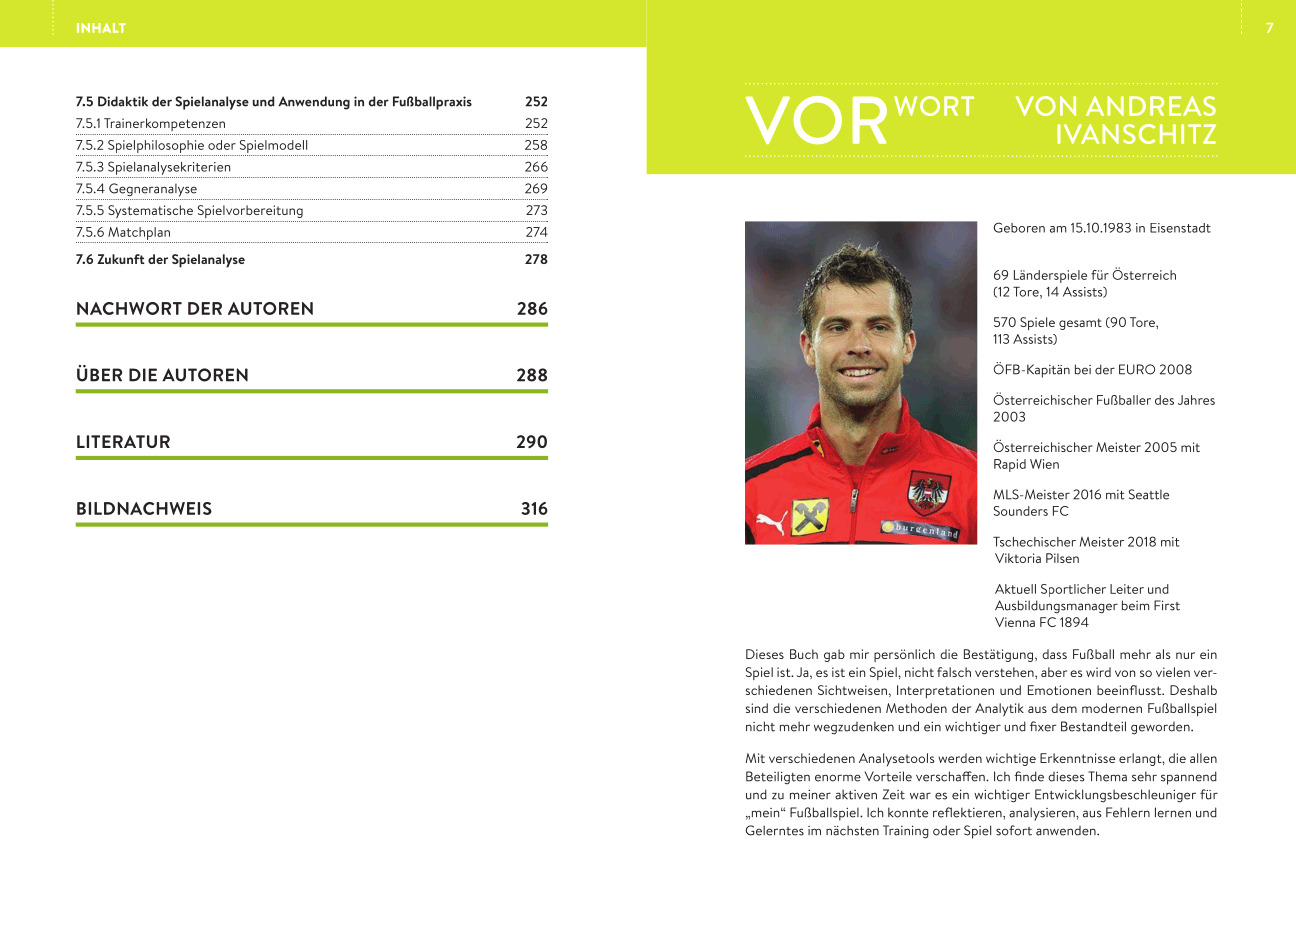 INHALT
7.5 Didaktik der Spielanalyse und Anwendung in der Fußballpraxis 252
7.5.1 Trainerkompetenzen 252
7.5.2 Spielphilosophie oder Spielmodell 258
7.5.3 Spielanalysekriterien 266
7.5.4 Gegneranalyse 269
7.5.5 Systematische Spielvorbereitung 273
7.5.6 Matchplan 274
7.6 Zukunft der Spielanalyse 278
NACHWORT DER AUTOREN 286
ÜBER DIE AUTOREN 288
LITERATUR 290
BILDNACHWEIS 316
7
VORWORT VON ANDREAS
IVANSCHITZ
burgenland
Geboren am 15.10.1983 in Eisenstadt
69 Länderspiele für Österreich
(12 Tore, 14 Assists)
570 Spiele gesamt (90 Tore,
113 Assists)
ÖFB-Kapitän bei der EURO 2008
Österreichischer Fußballer des Jahres
2003
Österreichischer Meister 2005 mit
Rapid Wien
MLS-Meister 2016 mit Seattle
Sounders FC
Tschechischer Meister 2018 mit
Viktoria Pilsen
Aktuell Sportlicher Leiter und
Ausbildungsmanager beim First
Vienna FC 1894
Dieses Buch gab mir persönlich die Bestätigung, dass Fußball mehr als nur ein
Spiel ist. Ja, es ist ein Spiel, nicht falsch verstehen, aber es wird von so vielen ver-
schiedenen Sichtweisen, Interpretationen und Emotionen beeinflusst. Deshalb
sind die verschiedenen Methoden der Analytik aus dem modernen Fußballspiel
nicht mehr wegzudenken und ein wichtiger und fixer Bestandteil geworden.
Mit verschiedenen Analysetools werden wichtige Erkenntnisse erlangt, die allen
Beteiligten enorme Vorteile verschaffen. Ich finde dieses Thema sehr spannend
und zu meiner aktiven Zeit war es ein wichtiger Entwicklungsbeschleuniger für
„mein“ Fußballspiel. Ich konnte reflektieren, analysieren, aus Fehlern lernen und
Gelerntes im nächsten Training oder Spiel sofort anwenden.